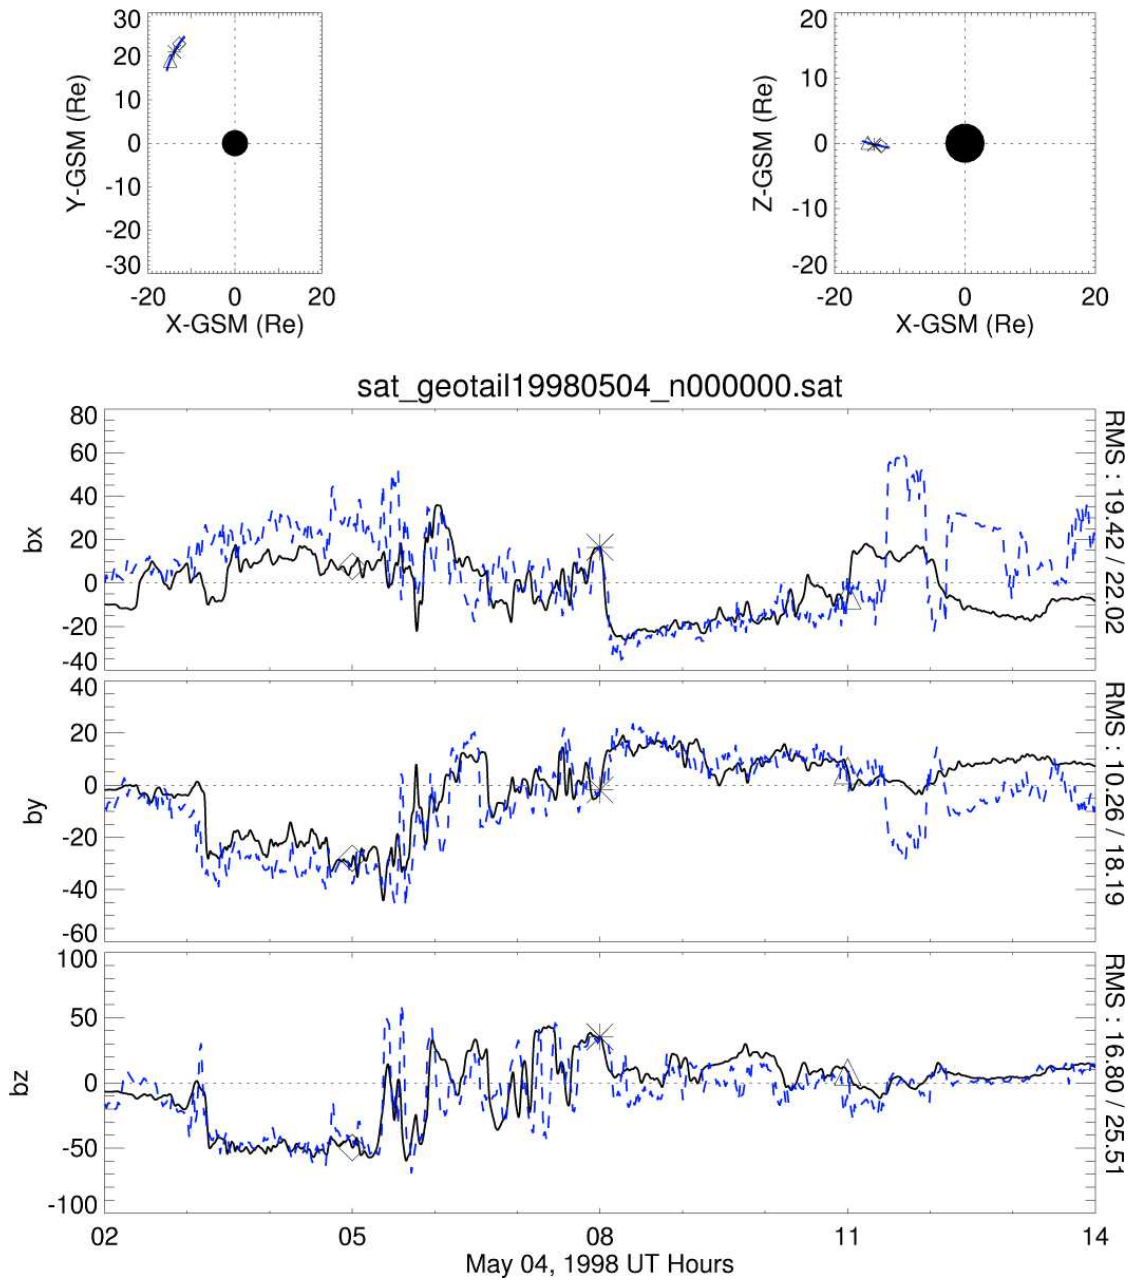 30
20
10
0
-10
-20
-30
Y-GSM (Re)
-20 0 20
X-GSM (Re)
20
10
0
-10
-20
Z-GSM (Re)
-20 0 20
X-GSM (Re)
sat_geotail19980504_n000000.sat
80
60
40
20
0
-20
-40
bx
RMS : 19.42 / 22.02
40
20
0
-20
-40
-60
by
RMS : 10.26 / 18.19
100
50
0
-50
-100
bz
RMS : 16.80 / 25.51
02 05 08 11 14
May 04, 1998 UT Hours